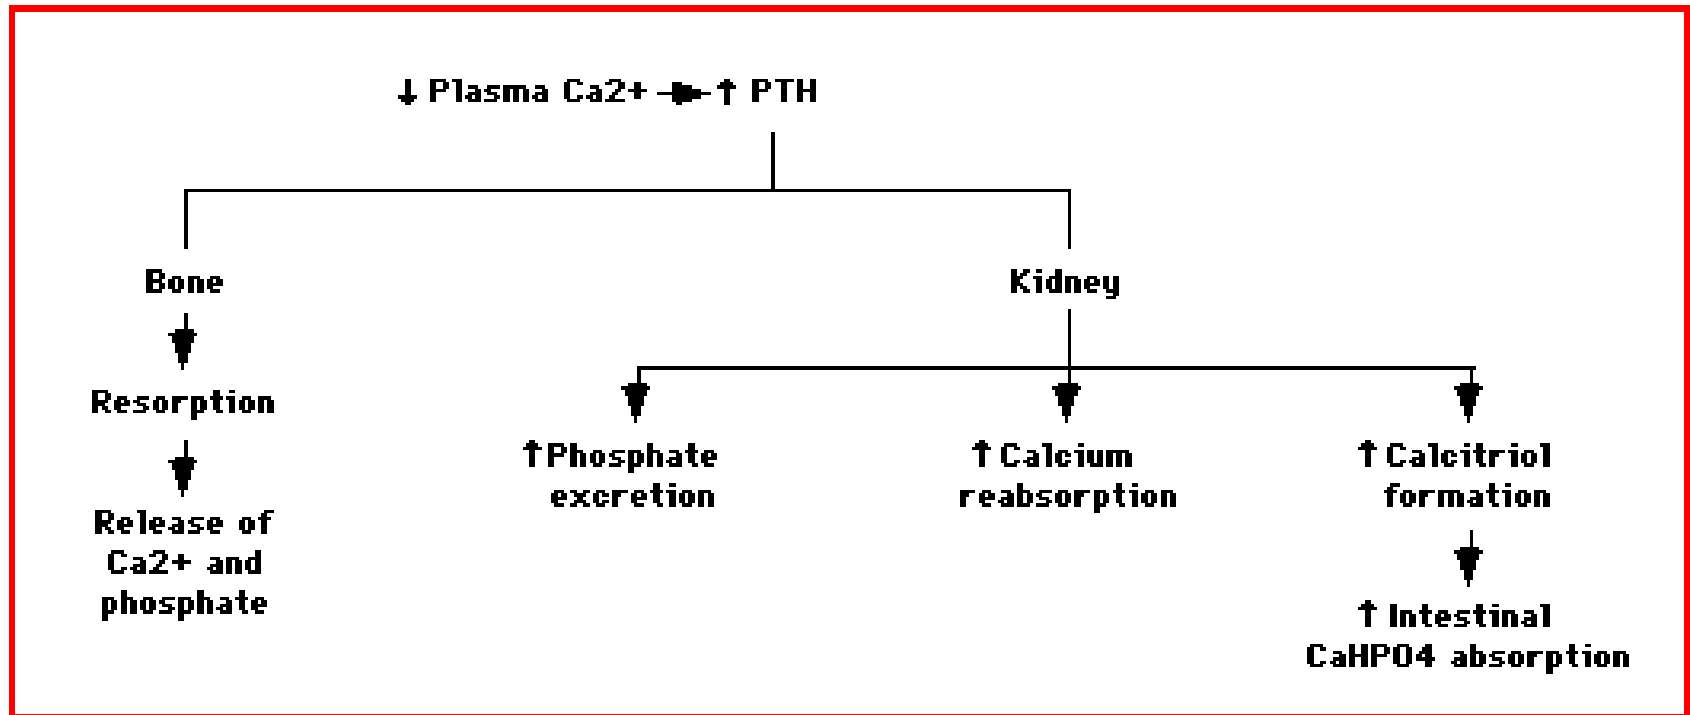 ↓ Plasma Ca2+ → ↑ PTH
Bone
Kidney
Resorption
↑Phosphate
excretion
↑ Calcium
reabsorption
↑ Calcitriol
formation
Release of
Ca2+ and
phosphate
↑ Intestinal
CaHPO4 absorption